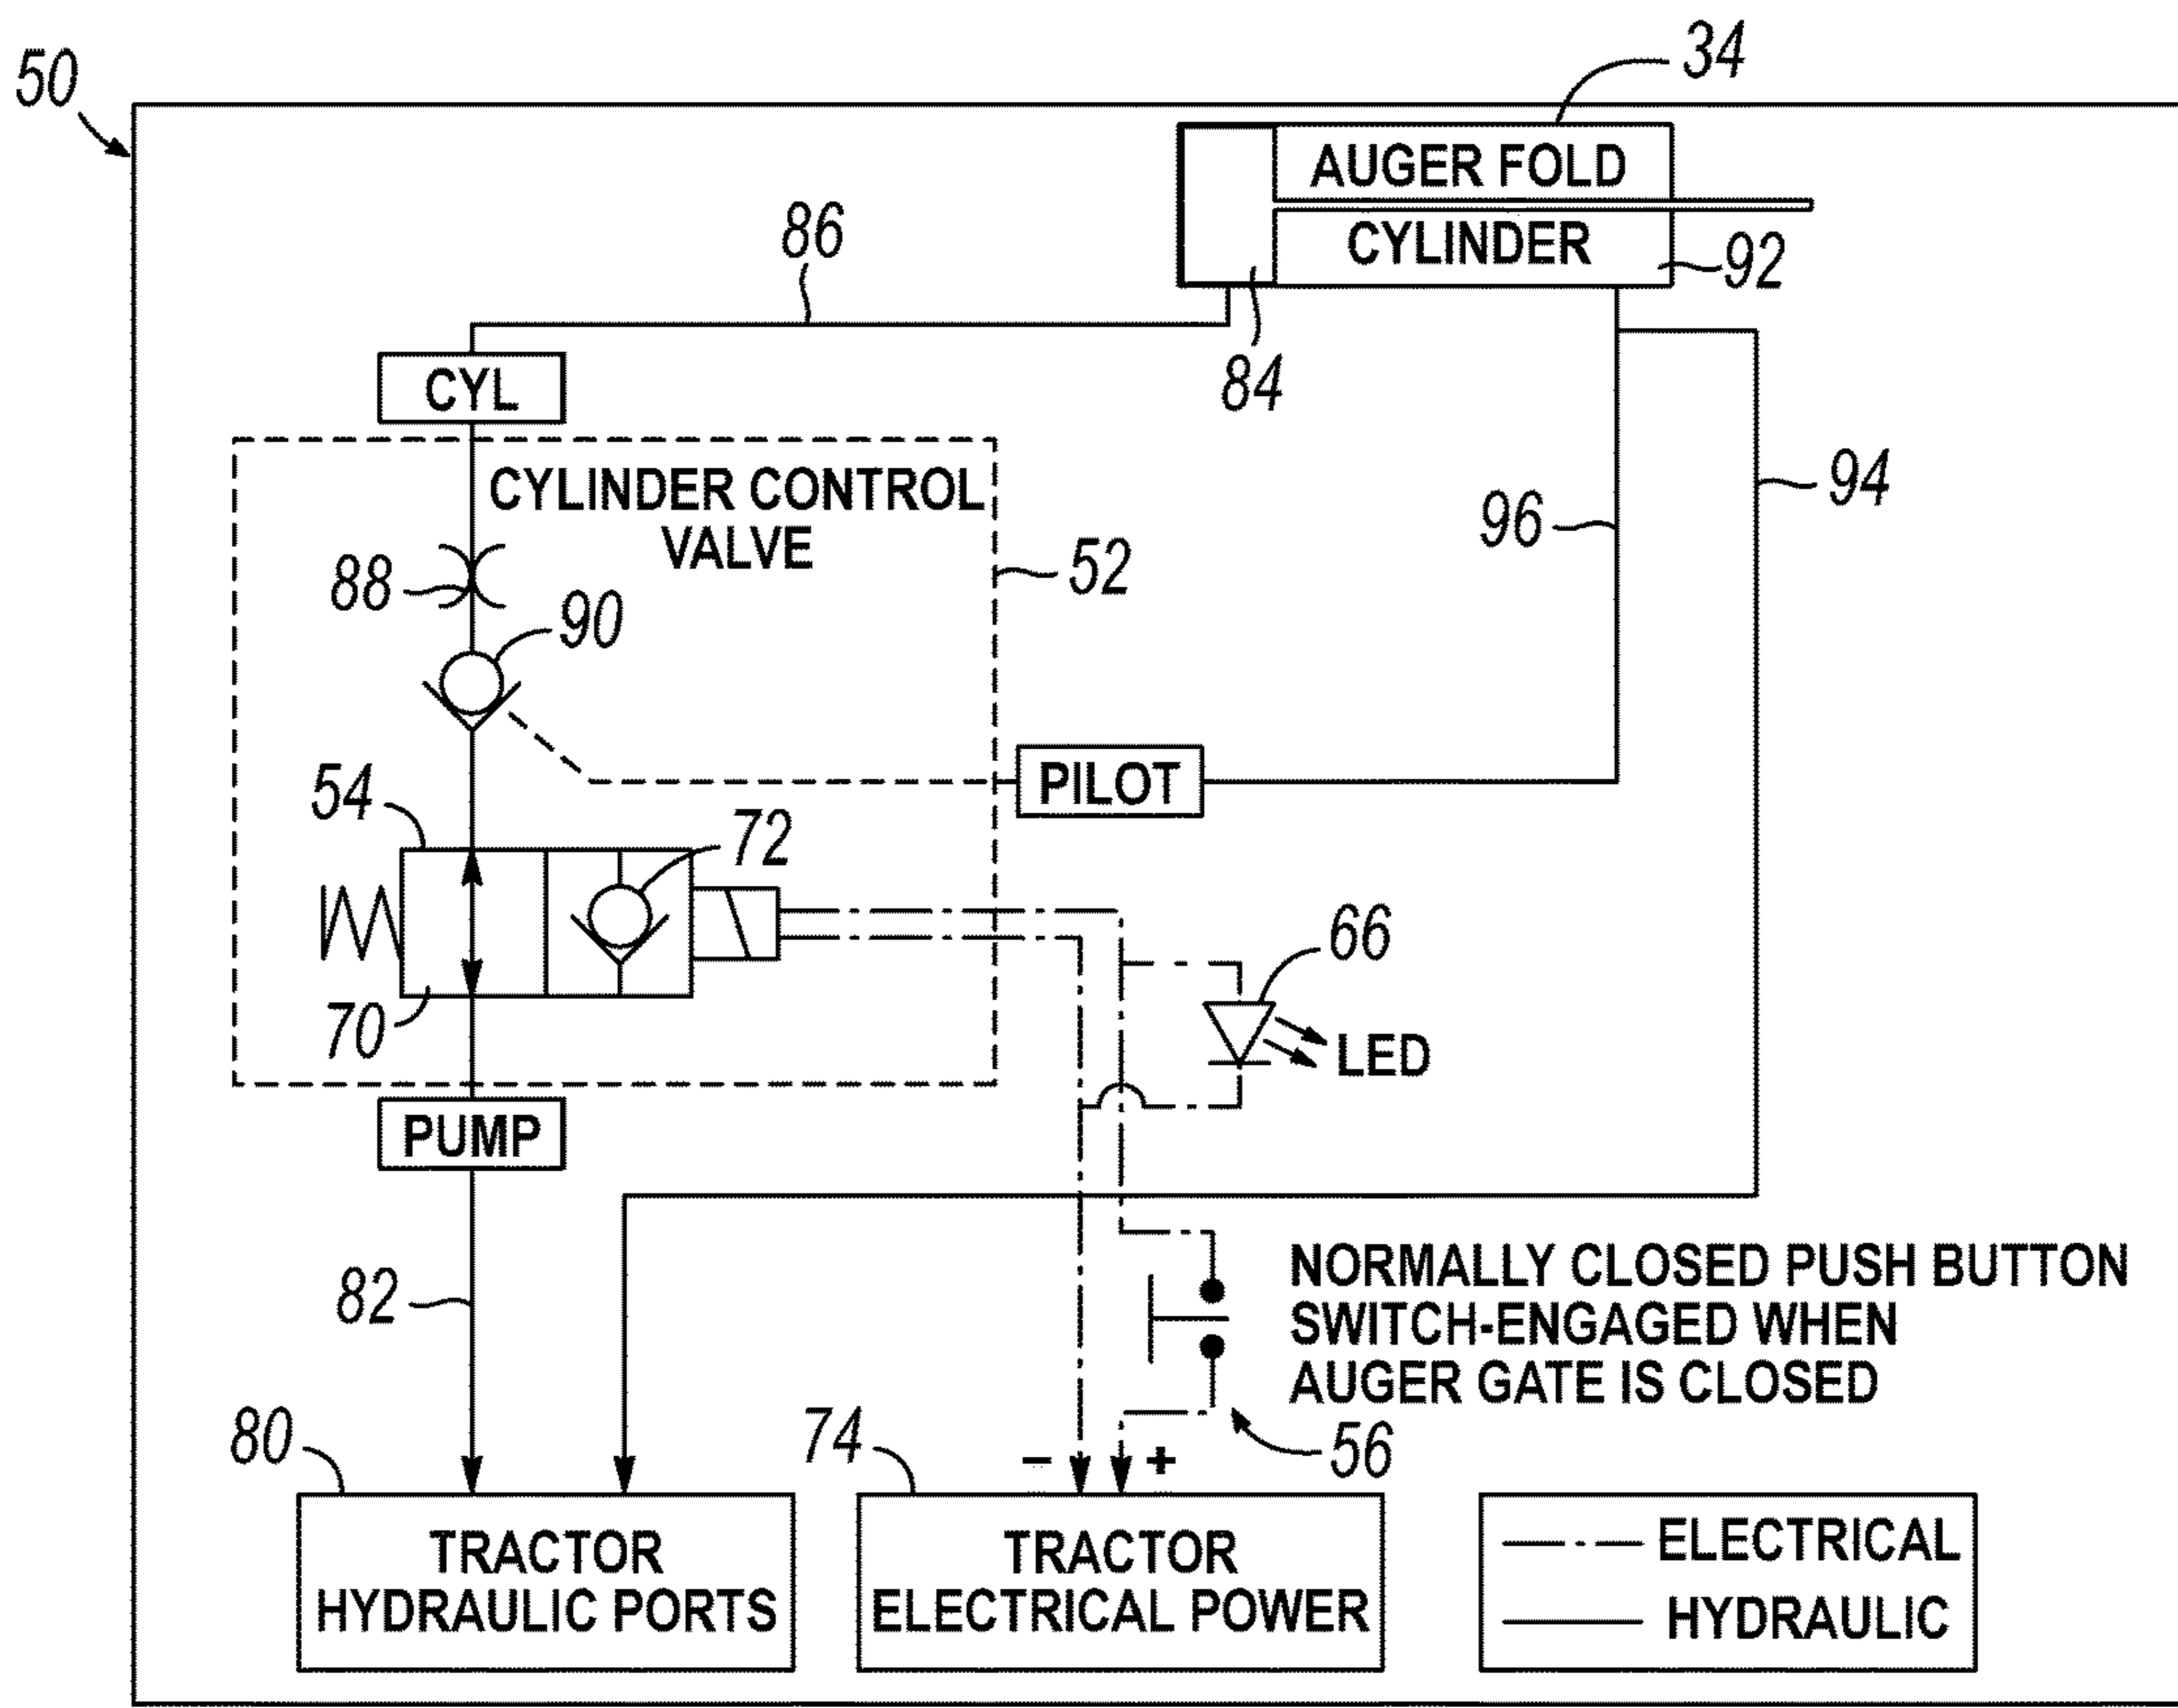 50
34
AUGER FOLD
CYLINDER
92
86
84
CYL
CYLINDER CONTROL
VALVE
94
96
52
88
90
PILOT
54
72
66
70
LED
PUMP
82
NORMALLY CLOSED PUSH BUTTON
SWITCH-ENGAGED WHEN
AUGER GATE IS CLOSED
56
80
74
- +
TRACTOR
HYDRAULIC PORTS
TRACTOR
ELECTRICAL POWER
ELECTRICAL
HYDRAULIC